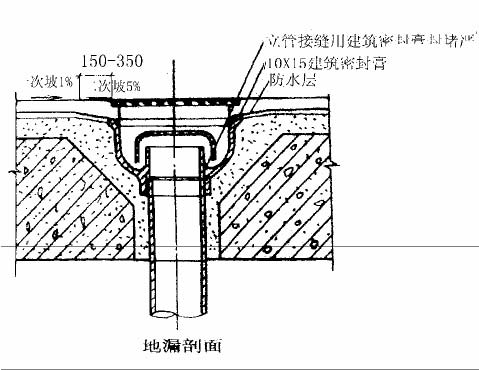 立管接缝用建筑密封膏封堵严
10X15建筑密封膏
防水层
150-350
一次坡1%
二次坡5%
地漏剖面